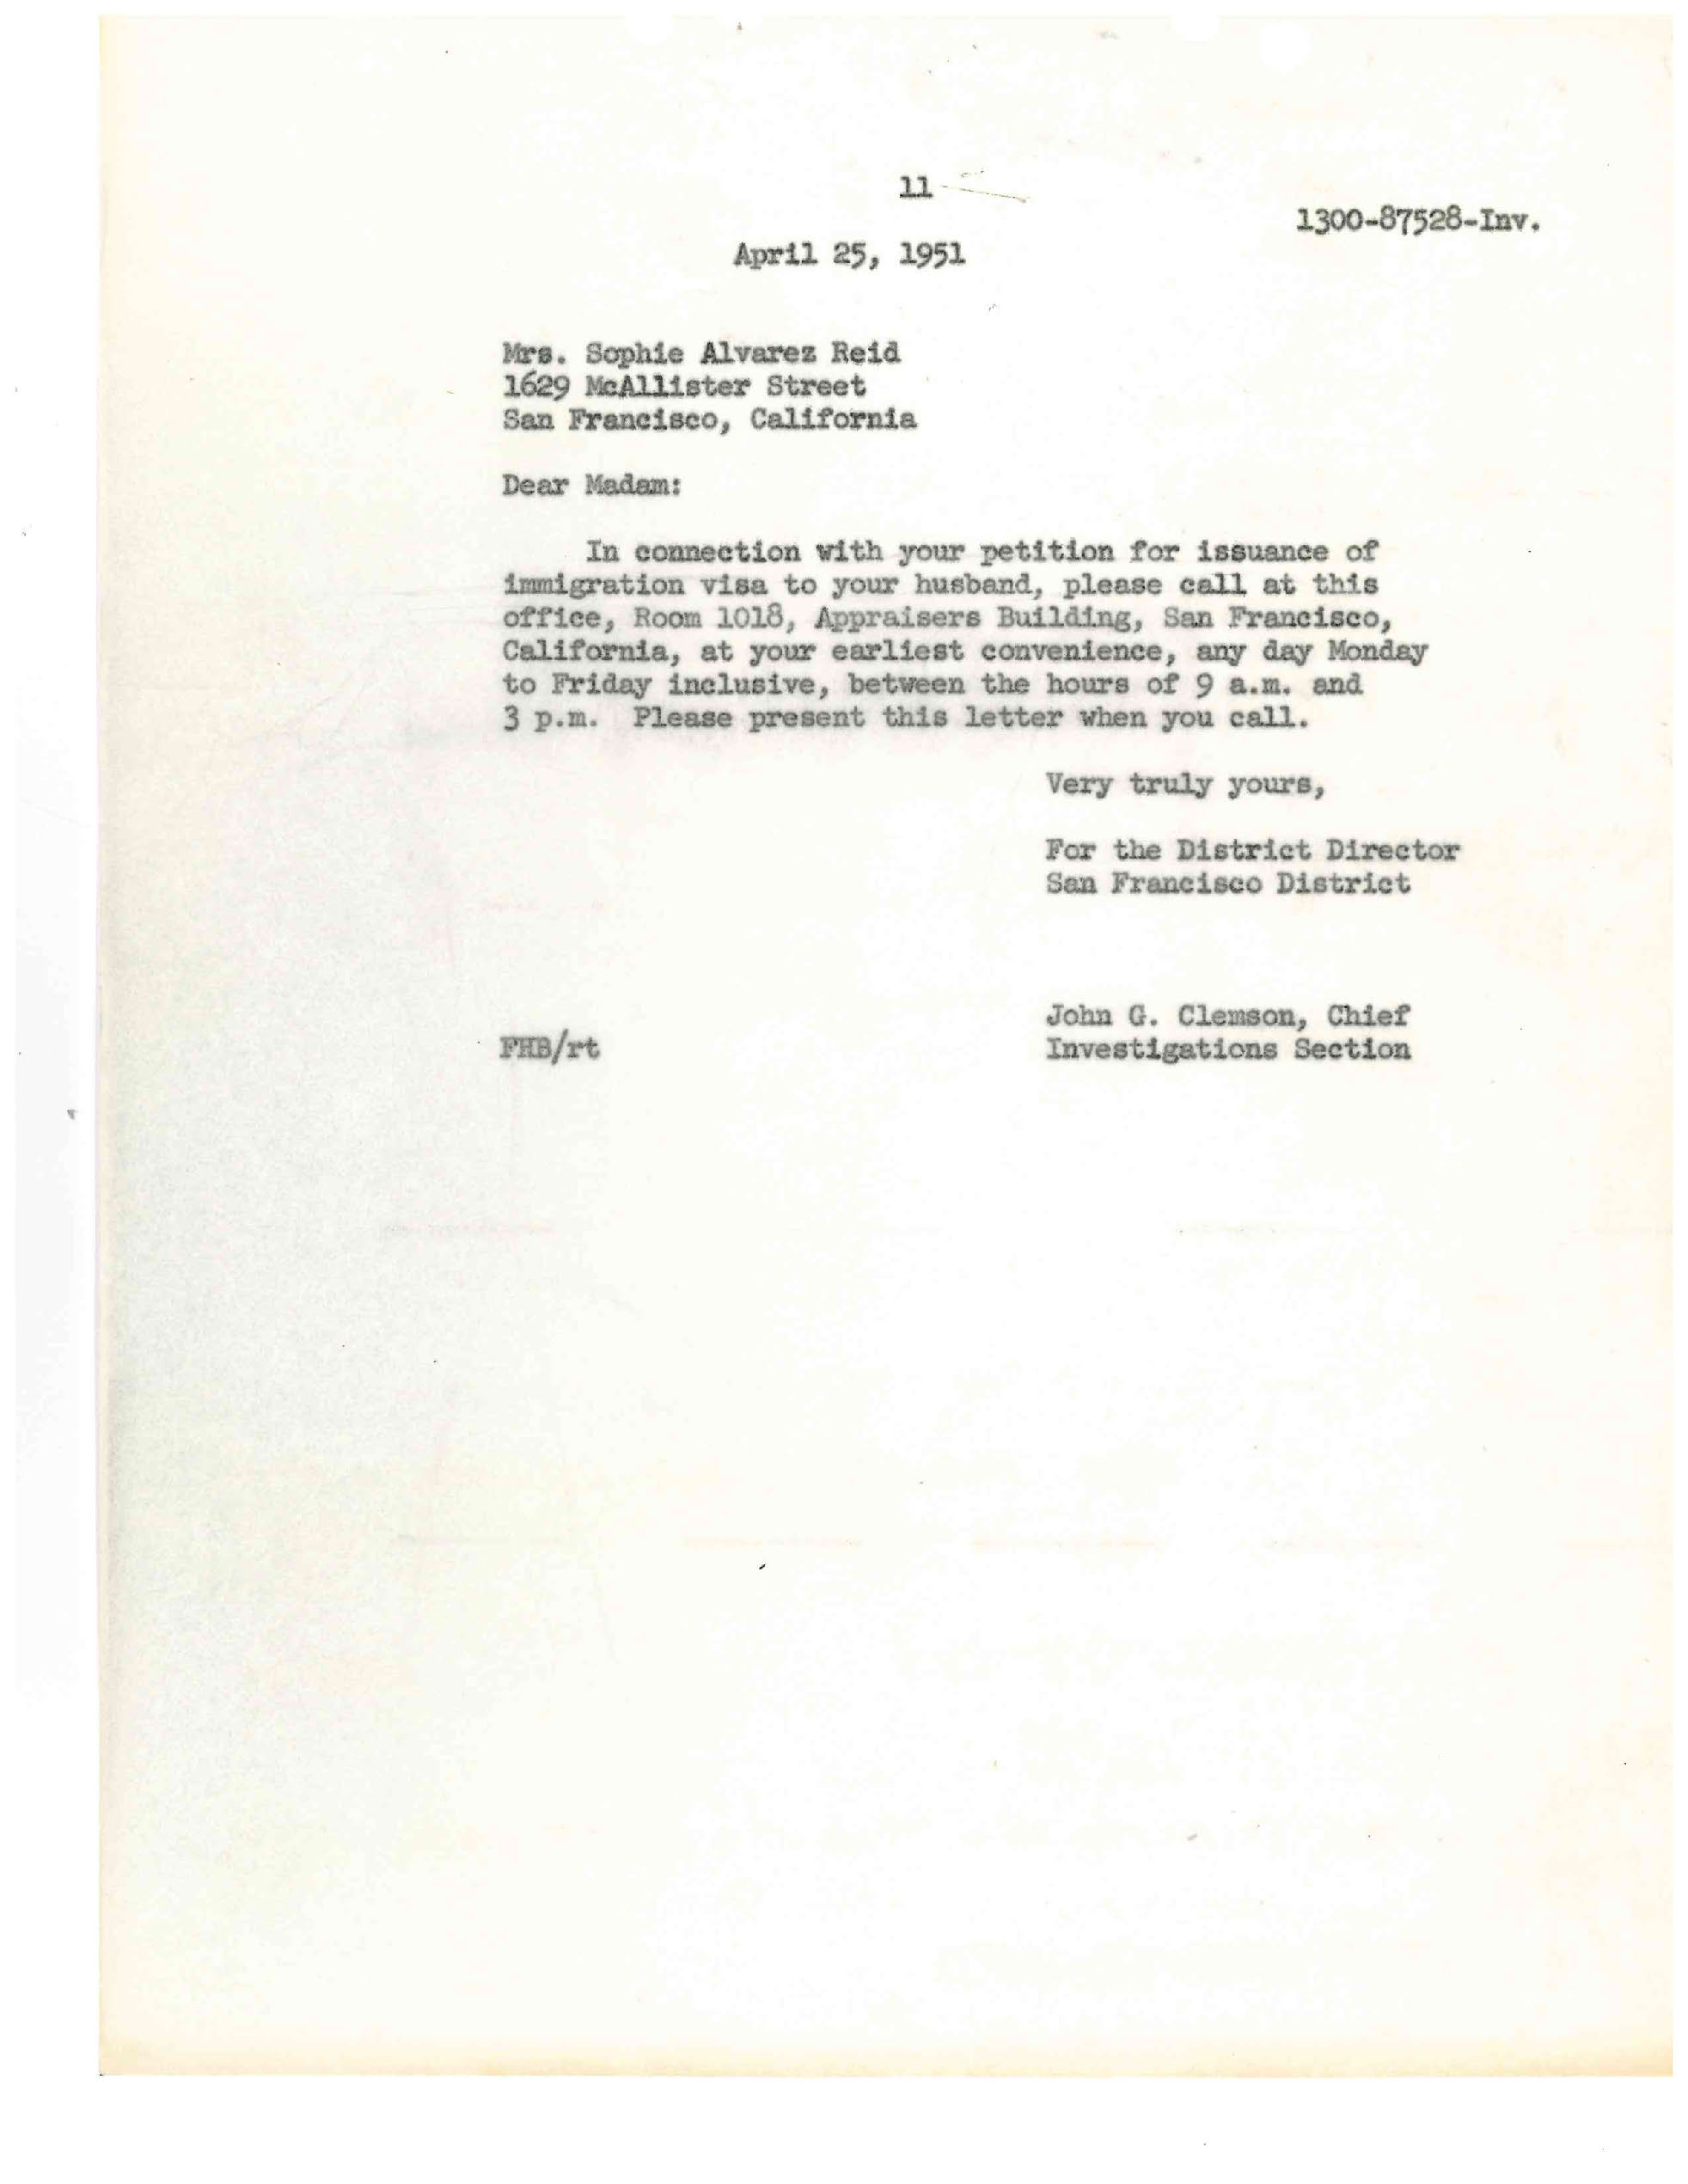 11
1300-87528-Inv.
April 25, 1951
Mrs. Sophie Alvarez Reid
1629 McAllister Street
San Francisco, California
Dear Madam:
In connection with your petition for issuance of
immigration visa to your husband, please call at this
office, Room 1018, Appraisers Building, San Francisco,
California, at your earliest convenience, any day Monday
to Friday inclusive, between the hours of 9 a.m. and
3 p.m. Please present this letter when you call.
Very truly yours,
For the District Director
San Francisco District
John G. Clemson, Chief
FHB/rt Investigations Section